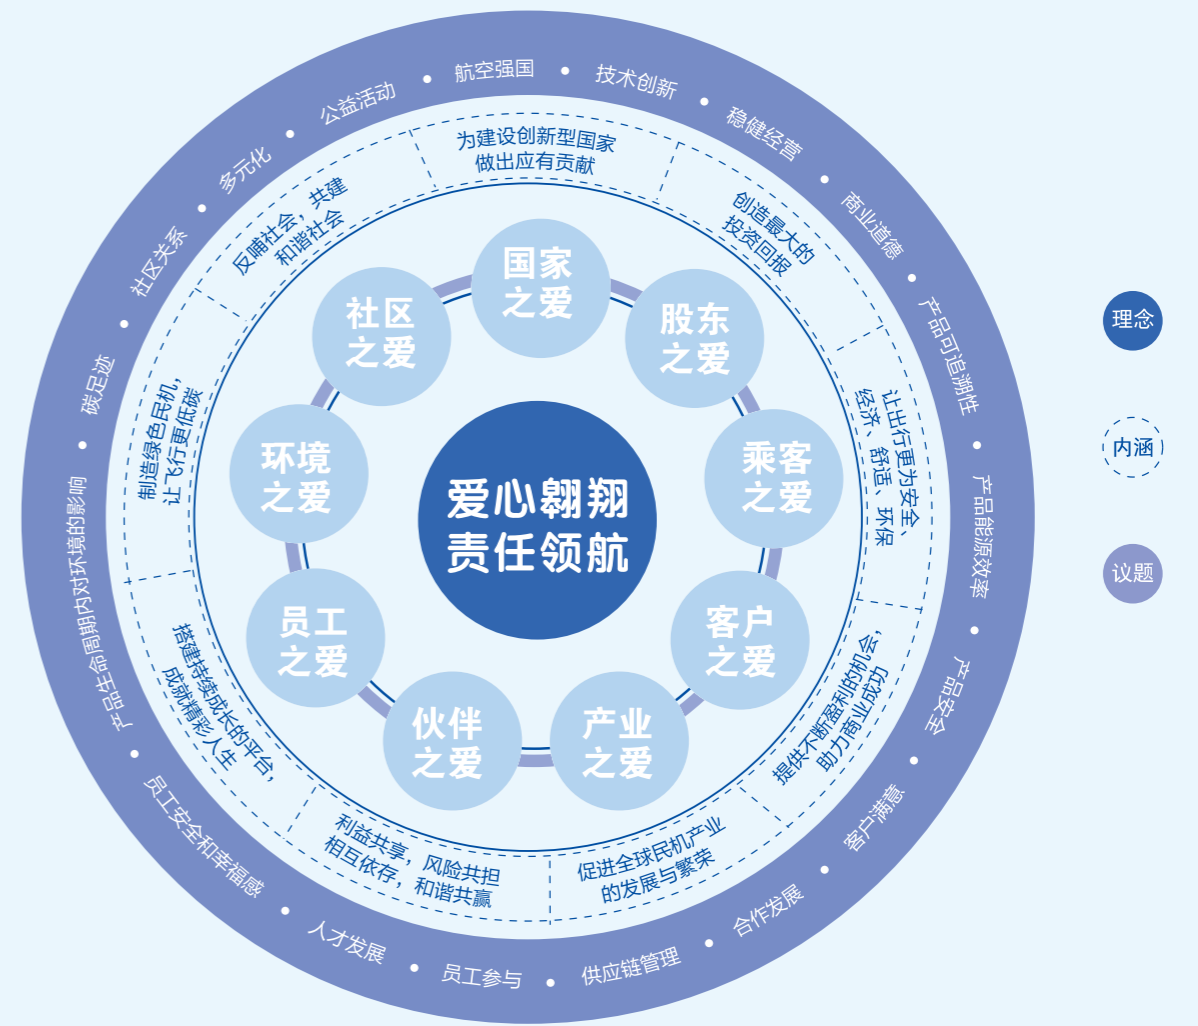 爱心翱翔
责任领航
国家
之爱
股东
之爱
乘客
之爱
客户
之爱
产业
之爱
伙伴
之爱
员工
之爱
环境
之爱
社区
之爱
为建设创新型国家
做出应有贡献
创造最大的
投资回报
让出行更为安全、
经济、舒适、环保
提供不断盈利的机会，
助力商业成功
促进全球民机产业
的发展与繁荣
利益共享，风险共担
相互依存，和谐共赢
搭建持续成长的平台，
成就精彩人生
制造绿色民机，
让飞行更低碳
反哺社会，共建
和谐社会
航空强国
技术创新
稳健经营
商业道德
产品可追溯性
产品能源效率
产品安全
客户满意
合作发展
供应链管理
员工参与
人才发展
员工安全和幸福感
产品生命周期内对环境的影响
碳足迹
社区关系
多元化
公益活动
理念
内涵
议题